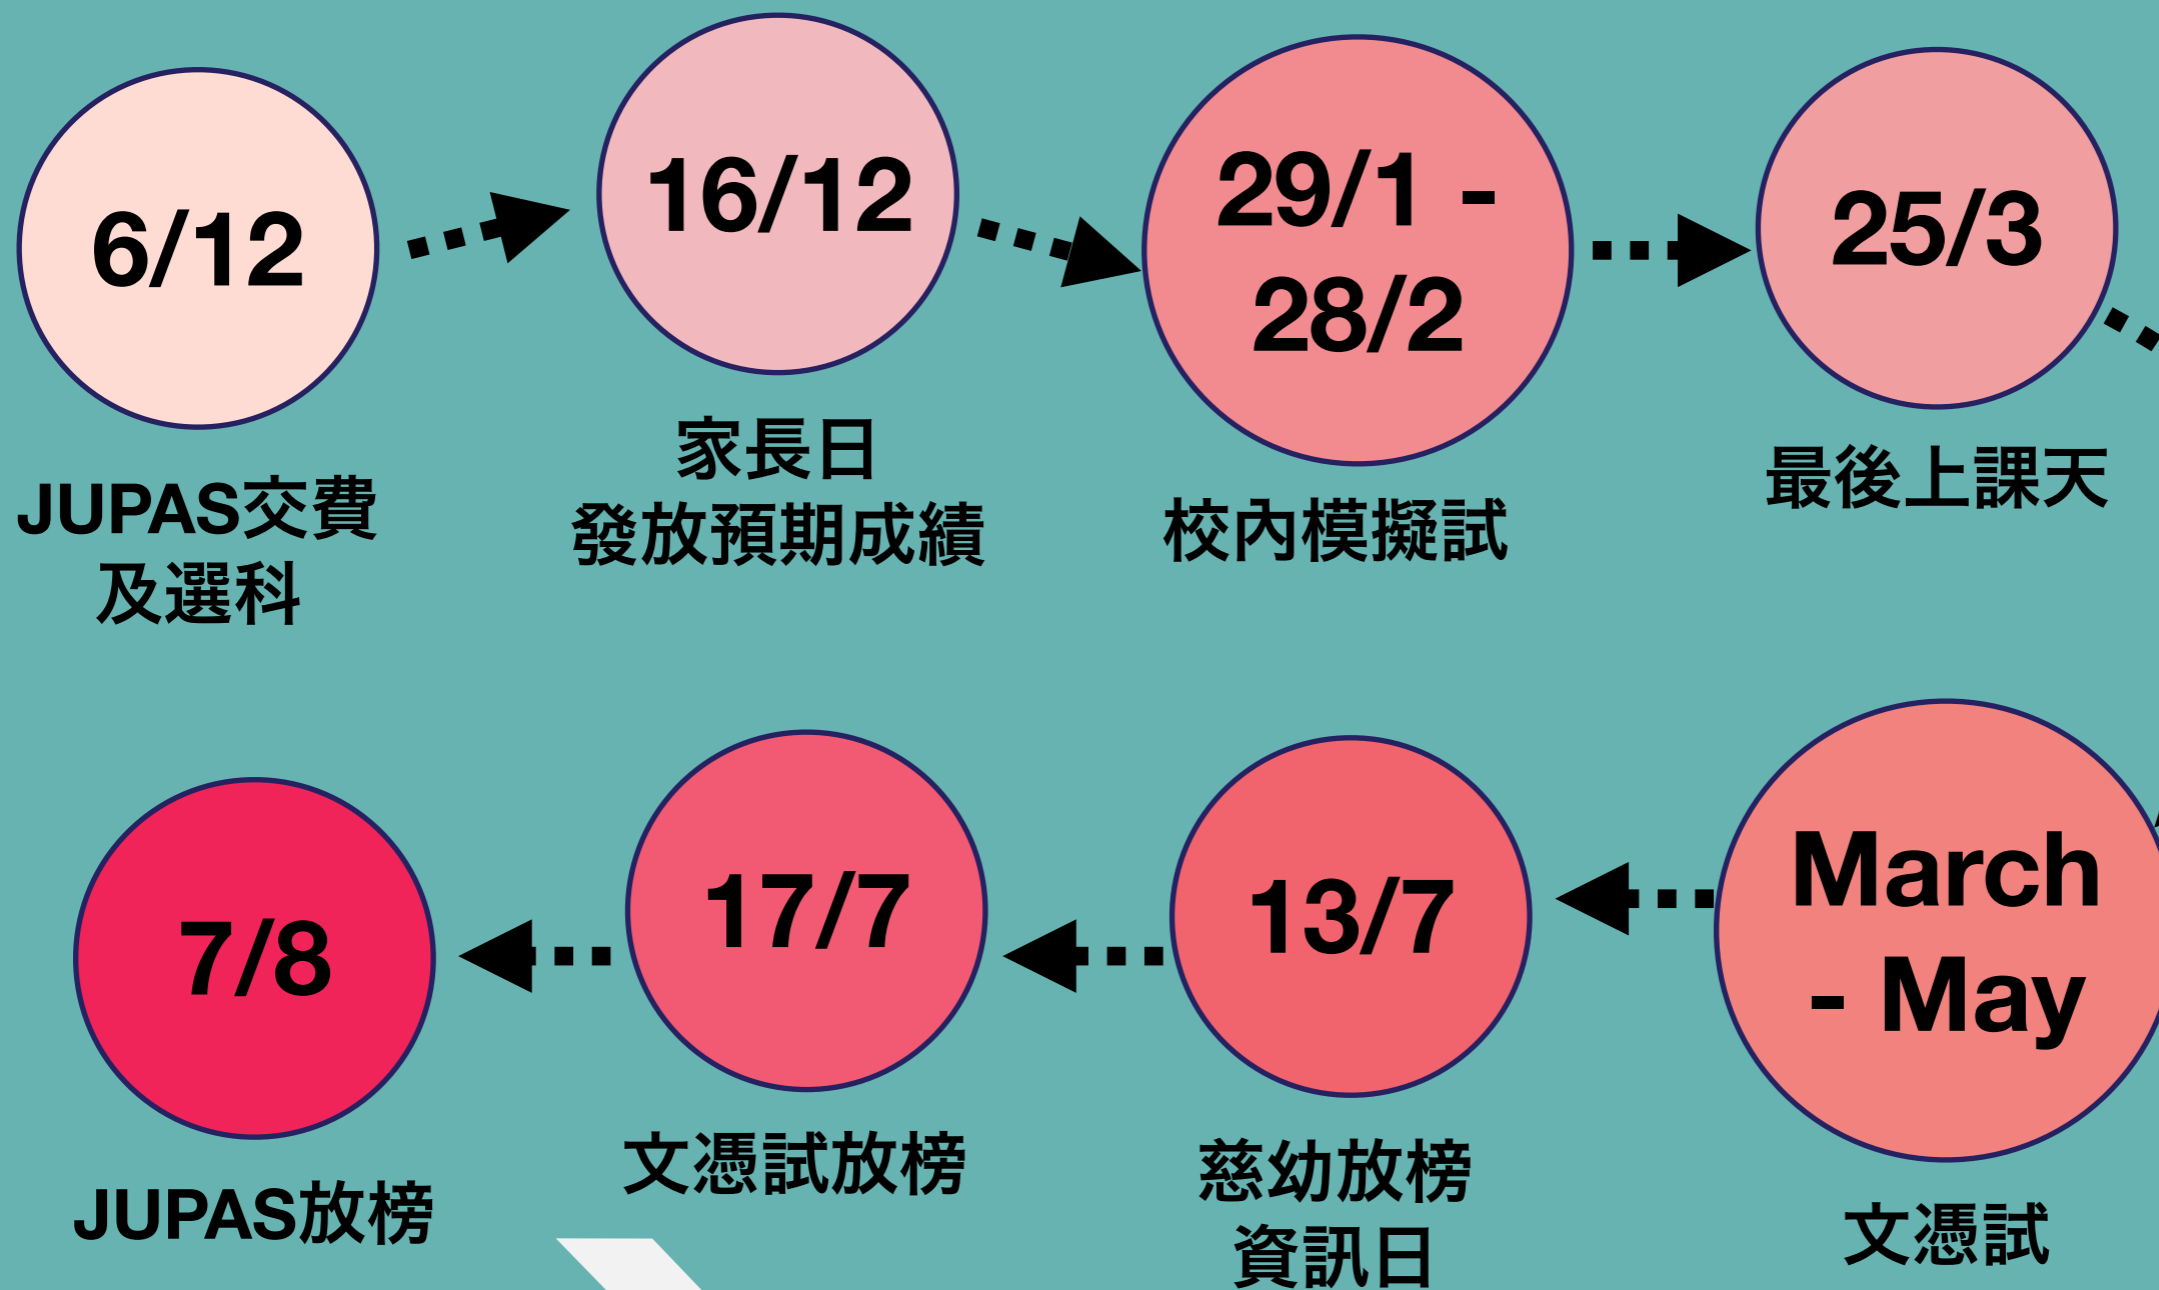 6/12
JUPAS交費
及選科
16/12
家長日
發放預期成績
29/1 -
28/2
校內模擬試
25/3
最後上課天
March
- May
文憑試
13/7
慈幼放榜
資訊日
17/7
文憑試放榜
7/8
JUPAS放榜